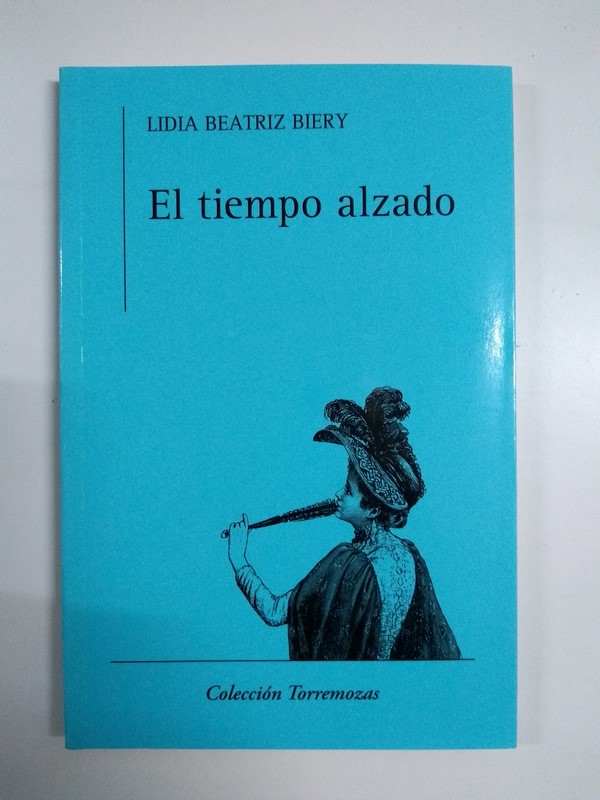 LIDIA BEATRIZ BIERY
El tiempo alzado
Colección Torremozas